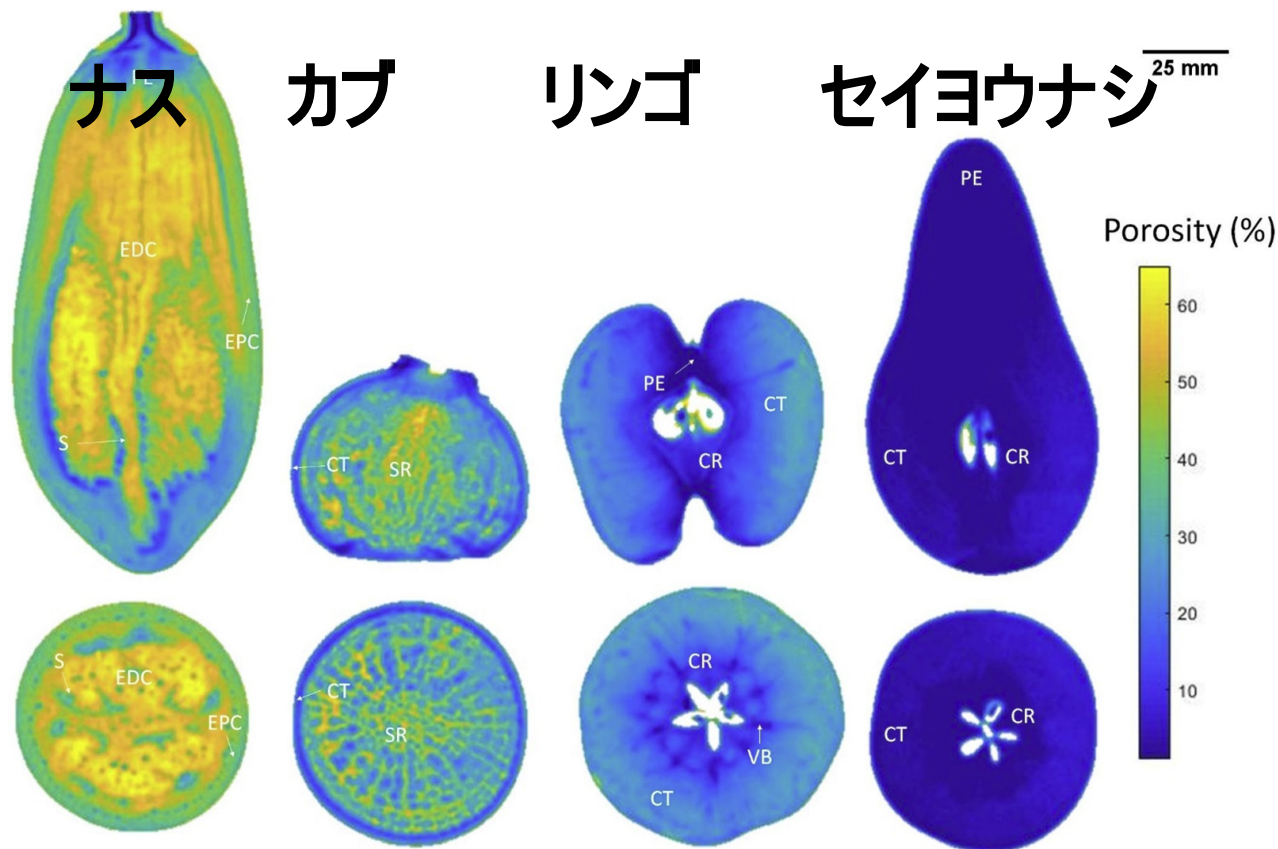 ナス
カブ
リンゴ
セイヨウナシ
25 mm
PE
EDC
EPC
S
CT
SR
PE
CT
CR
PE
CT
CR
Porosity (%)
60
50
40
30
20
10
S
EDC
EPC
CT
SR
CR
VB
CT
CR
CT